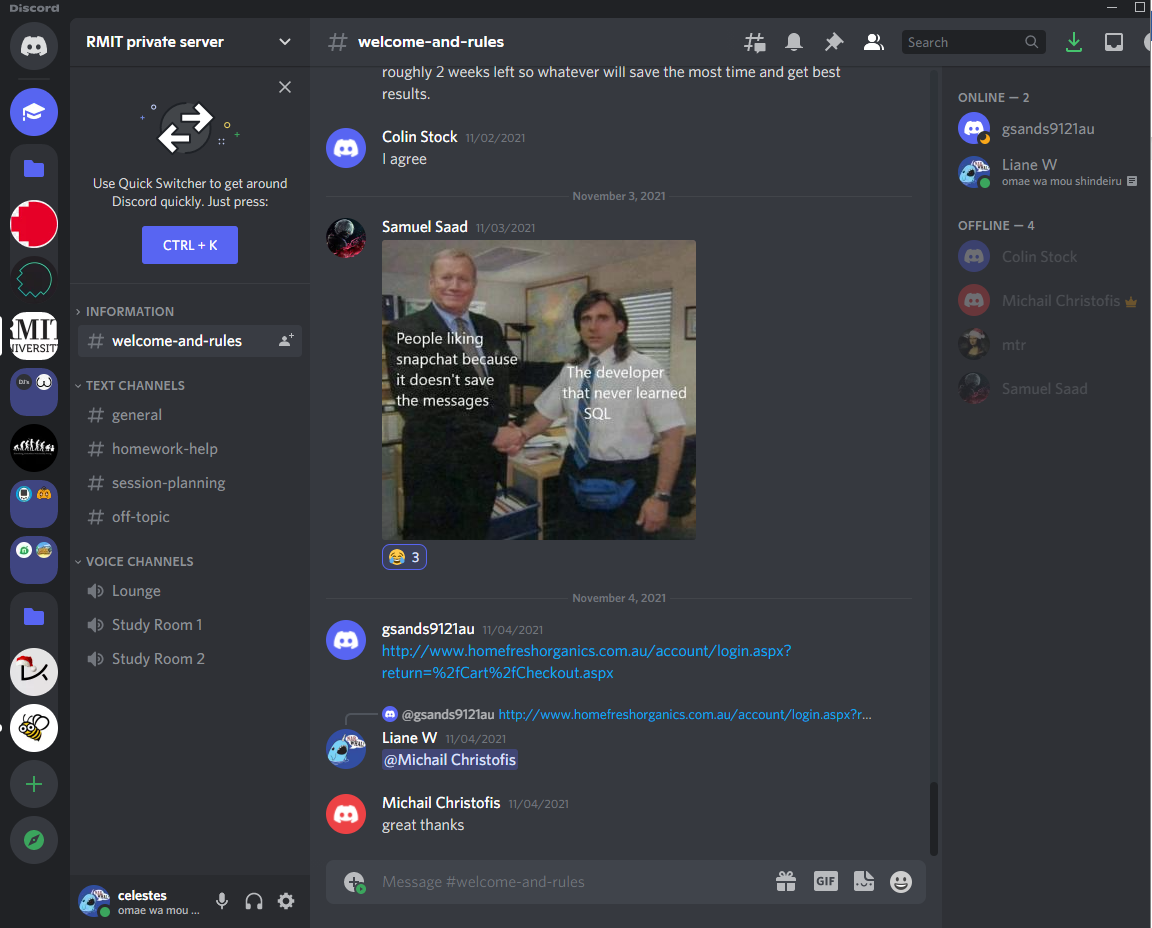 Discord
RMIT private server
Use Quick Switcher to get around
Discord quickly. Just press:
CTRL + K
INFORMATION
# welcome-and-rules
TEXT CHANNELS
# general
# homework-help
# session-planning
# off-topic
VOICE CHANNELS
Lounge
Study Room 1
Study Room 2
celestes
omae wa mou ...
MIT
IVERSIT
DJ's
# welcome-and-rules
Search
roughly 2 weeks left so whatever will save the most time and get best
results.
Colin Stock 11/02/2021
I agree
November 3, 2021
Samuel Saad 11/03/2021
People liking
snapchat because
it doesn't save
the messages
The developer
that never learned
SQL
😂 3
November 4, 2021
gsands9121au 11/04/2021
http://www.homefreshorganics.com.au/account/login.aspx?
return=%2fCart%2fCheckout.aspx
@gsands9121au http://www.homefreshorganics.com.au/account/login.aspx?r...
Liane W 11/04/2021
@Michail Christofis
Michail Christofis 11/04/2021
great thanks
Message #welcome-and-rules
GIF
ONLINE — 2
gsands9121au
Liane W
omae wa mou shindeiru
OFFLINE — 4
Colin Stock
Michail Christofis
mtr
Samuel Saad